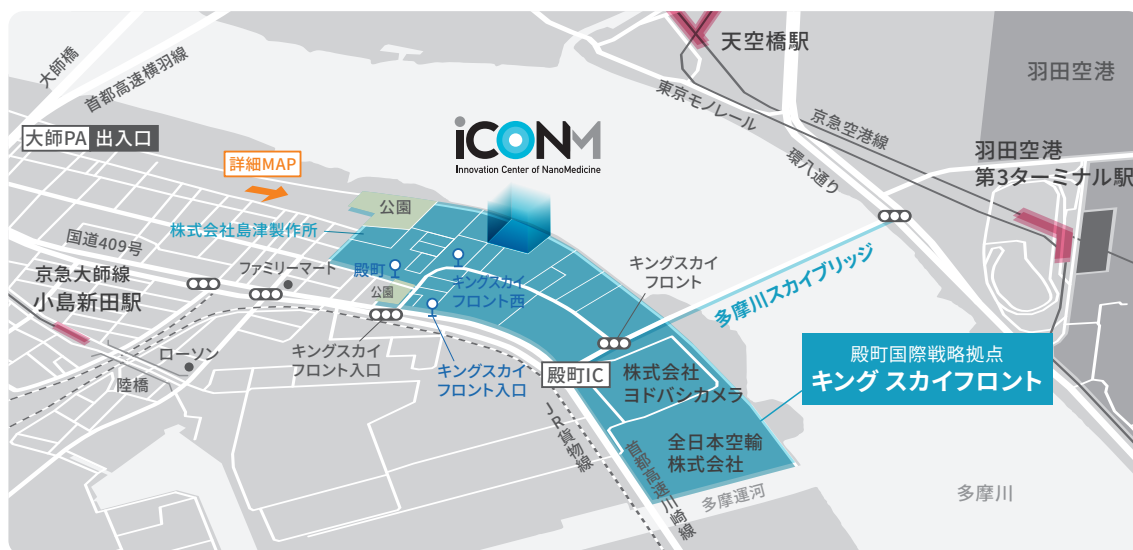 大師橋
首都高速横羽線
天空橋駅
羽田空港
東京モノレール
京急空港線
大師PA 出入口
iCONM
Innovation Center of NanoMedicine
詳細MAP
環八通り
羽田空港
第3ターミナル駅
公園
株式会社島津製作所
国道409号
ファミリーマート
殿町
キングスカイ
フロント西
キングスカイ
フロント
多摩川スカイブリッジ
京急大師線
小島新田駅
公園
ローソン
陸橋
キングスカイ
フロント入口
キングスカイ
フロント入口
殿町IC
株式会社
ヨドバシカメラ
殿町国際戦略拠点
キング スカイフロント
JR貨物線
首都高速川崎線
全日本空輸
株式会社
多摩運河
多摩川